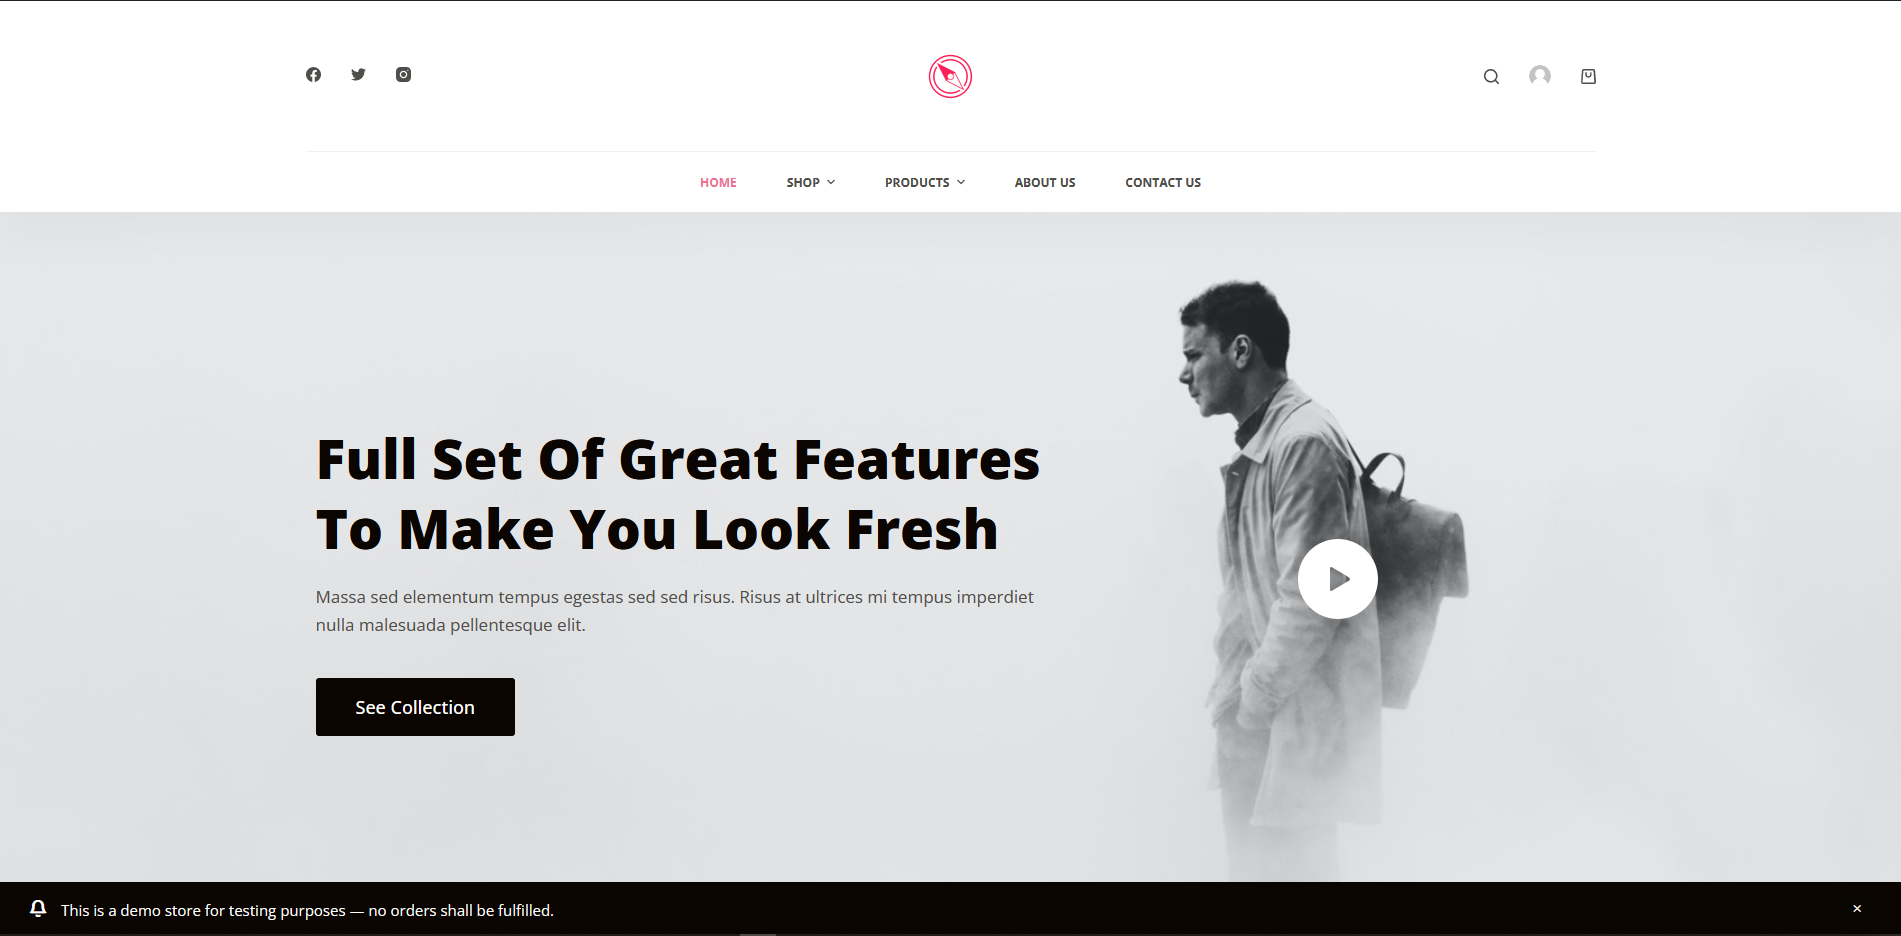 HOME SHOP PRODUCTS ABOUT US CONTACT US
Full Set Of Great Features
To Make You Look Fresh
Massa sed elementum tempus egestas sed sed risus. Risus at ultrices mi tempus imperdiet
nulla malesuada pellentesque elit.
See Collection
This is a demo store for testing purposes — no orders shall be fulfilled.